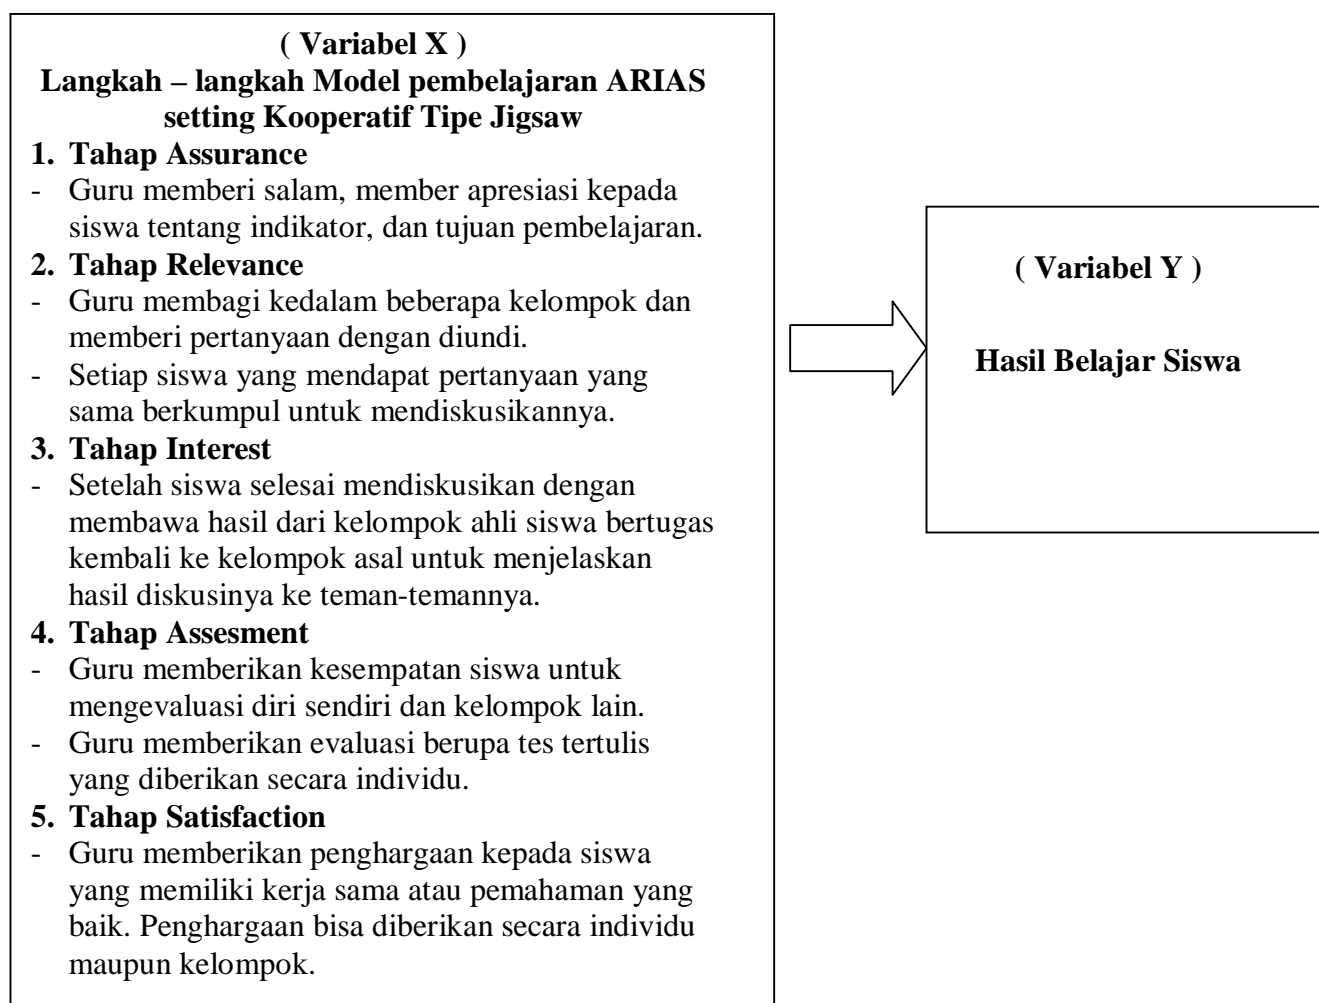 ( Variabel X )
Langkah – langkah Model pembelajaran ARIAS
setting Kooperatif Tipe Jigsaw
1. Tahap Assurance
- Guru memberi salam, member apresiasi kepada
siswa tentang indikator, dan tujuan pembelajaran.
2. Tahap Relevance
- Guru membagi kedalam beberapa kelompok dan
memberi pertanyaan dengan diundi.
- Setiap siswa yang mendapat pertanyaan yang
sama berkumpul untuk mendiskusikannya.
3. Tahap Interest
- Setelah siswa selesai mendiskusikan dengan
membawa hasil dari kelompok ahli siswa bertugas
kembali ke kelompok asal untuk menjelaskan
hasil diskusinya ke teman-temannya.
4. Tahap Assesment
- Guru memberikan kesempatan siswa untuk
mengevaluasi diri sendiri dan kelompok lain.
- Guru memberikan evaluasi berupa tes tertulis
yang diberikan secara individu.
5. Tahap Satisfaction
- Guru memberikan penghargaan kepada siswa
yang memiliki kerja sama atau pemahaman yang
baik. Penghargaan bisa diberikan secara individu
maupun kelompok.
( Variabel Y )
Hasil Belajar Siswa